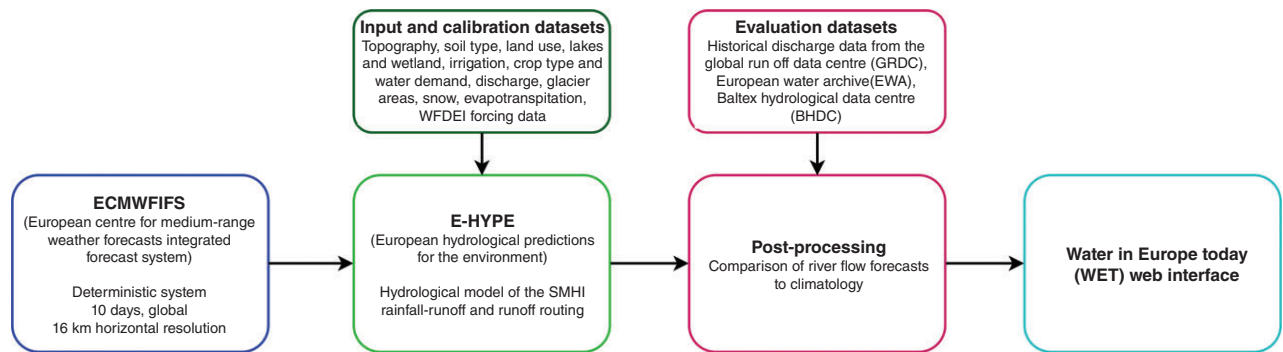 Input and calibration datasets
Topography, soil type, land use, lakes
and wetland, irrigation, crop type and
water demand, discharge, glacier
areas, snow, evapotranspitation,
WFDEI forcing data
Evaluation datasets
Historical discharge data from the
global run off data centre (GRDC),
European water archive(EWA),
Baltex hydrological data centre
(BHDC)
ECMWFIFS
(European centre for medium-range
weather forecasts integrated
forecast system)
Deterministic system
10 days, global
16 km horizontal resolution
E-HYPE
(European hydrological predictions
for the environment)
Hydrological model of the SMHI
rainfall-runoff and runoff routing
Post-processing
Comparison of river flow forecasts
to climatology
Water in Europe today
(WET) web interface